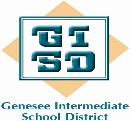 GI
SD
Genesee Intermediate
School District